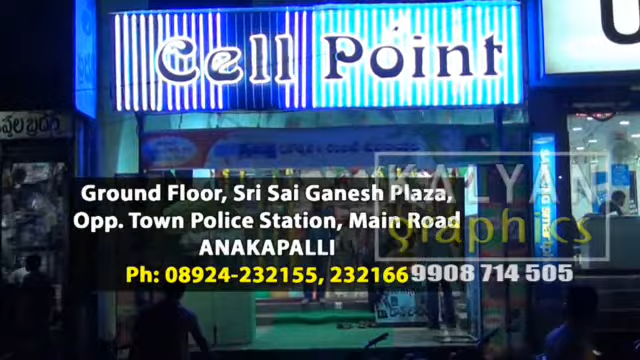 Cell Point
KALYAN
graphics
Ground Floor, Sri Sai Ganesh Plaza,
Opp. Town Police Station, Main Road
ANAKAPALLI
Ph: 08924-232155, 232166
9908 714 505